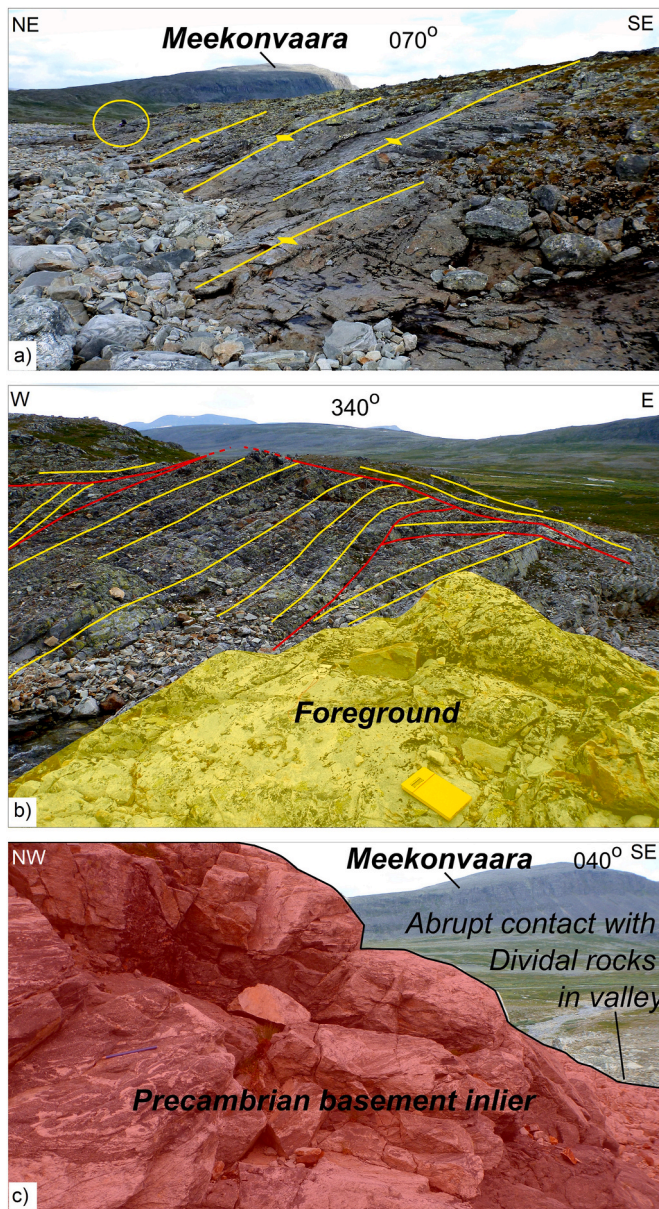 NE
Meekonvaara
070°
SE
a)
W
340°
E
Foreground
b)
NW
Meekonvaara
040°
SE
Abrupt contact with
Dividal rocks
in valley
Precambrian basement inlier
c)